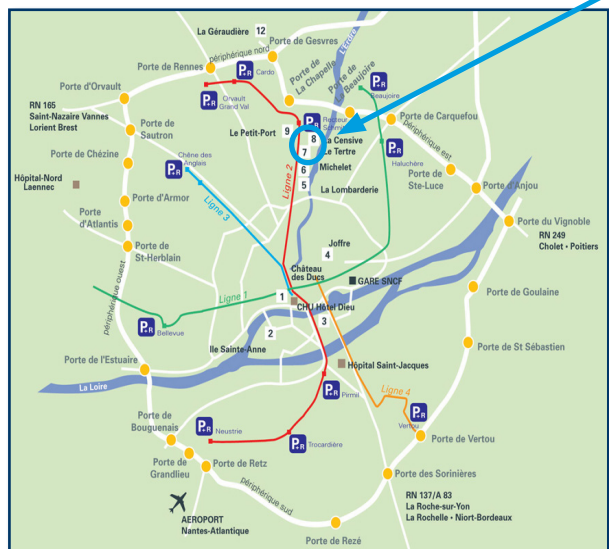 La Géraudière
12
Porte de Gesvres
périphérique nord
L'Erdre
Porte de Rennes
P+R
Cardo
Porte de
La Chapelle
Porte de
La Beaujoire
P+R
Beaujoire
Porte d'Orvault
P+R
Orvault
Grand Val
RN 165
Saint-Nazaire Vannes
Lorient Brest
Porte de
Sautron
Le Petit-Port
9
P+R
8
La Censive
7
Le Tertre
Porte de Carquefou
périphérique est
Porte de Chézine
P+R
Chêne des
Anglais
6
Michelet
5
La Lombarderie
P+R
Haluchère
Porte de
Ste-Luce
Porte d'Anjou
Hôpital-Nord
Laennec
Ligne 2
Ligne 3
Porte d'Armor
Porte
d'Atlantis
Porte de
St-Herblain
Joffre
4
Porte du Vignoble
RN 249
Cholet • Poitiers
Château
des Ducs
GARE SNCF
périphérique ouest
Ligne 1
1
CHU Hôtel Dieu
Porte de Goulaine
P+R
Bellevue
2
3
Ile Sainte-Anne
Porte de St Sébastien
Porte de l'Estuaire
Hôpital Saint-Jacques
La Loire
P+R
Pirmil
Ligne 4
Porte de
Bouguenais
P+R
Neustrie
P+R
Trocardière
P+R
Vertou
Porte de Vertou
Porte de
Grandlieu
Porte de Retz
Porte des Sorinières
périphérique sud
RN 137/A 83
La Roche-sur-Yon
La Rochelle • Niort-Bordeaux
AEROPORT
Nantes-Atlantique
Porte de Rezé